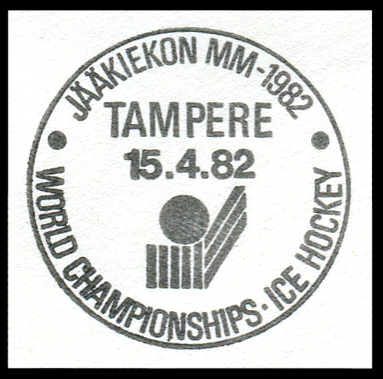 JÄÄKIEKON MM-1982
TAMPERE
15.4.82
WORLD CHAMPIONSHIPS · ICE HOCKEY